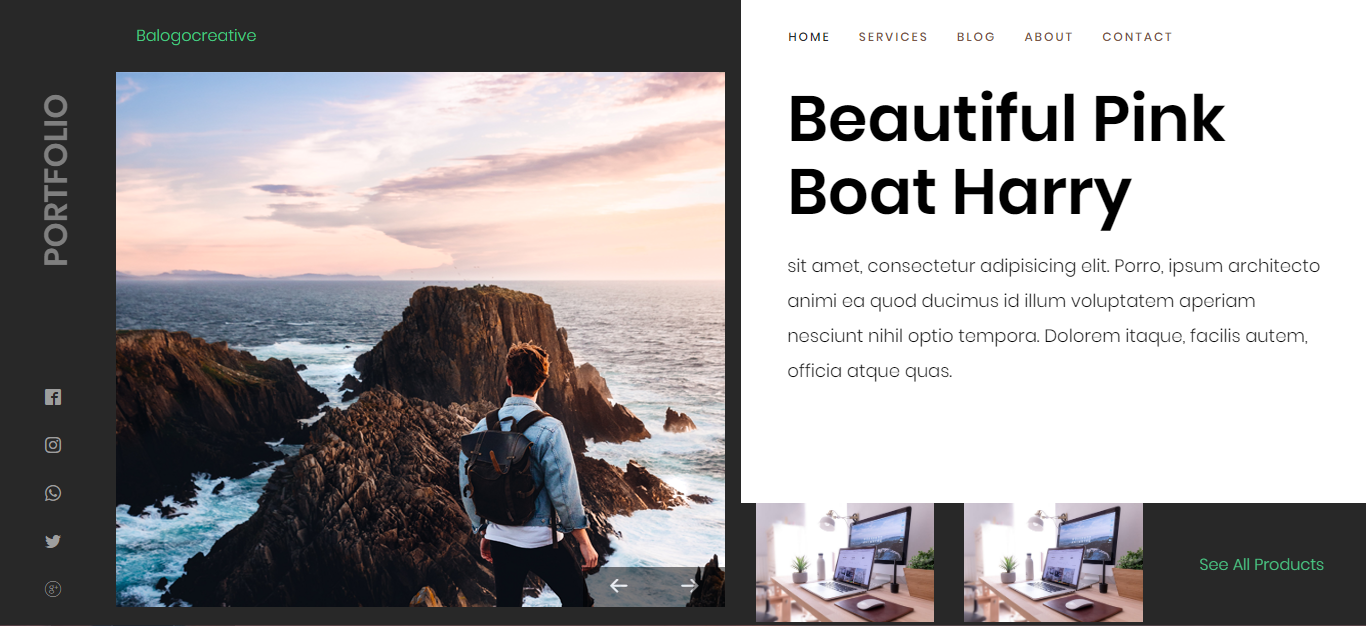 Balogocreative
HOME SERVICES BLOG ABOUT CONTACT
PORTFOLIO
Beautiful Pink
Boat Harry
sit amet, consectetur adipisicing elit. Porro, ipsum architecto
animi ea quod ducimus id illum voluptatem aperiam
nesciunt nihil optio tempora. Dolorem itaque, facilis autem,
officia atque quas.
See All Products